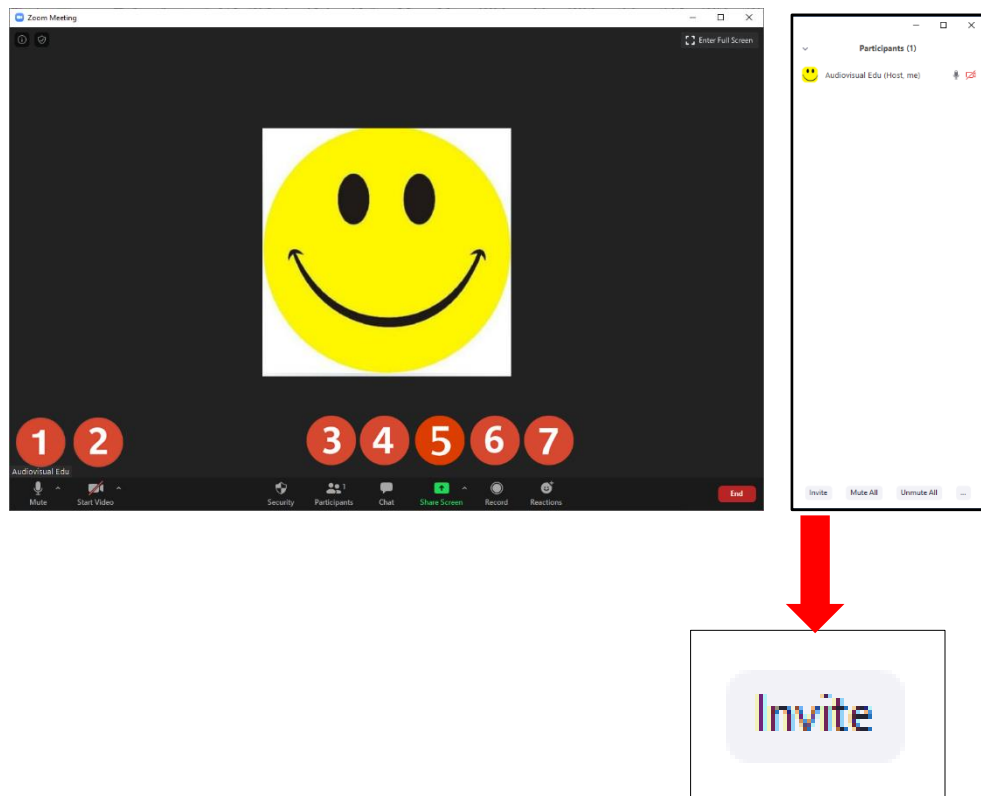 Zoom Meeting
Enter Full Screen
1 2 3 4 5 6 7
Audiovisual Edu
1
Mute Start Video Security Participants Chat Share Screen Record Reactions End
Participants (1)
Audiovisual Edu (Host, me)
Invite Mute All Unmute All ...
Invite